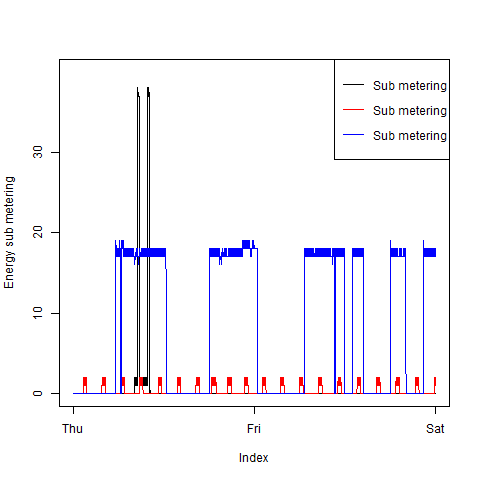 Sub metering
Sub metering
Sub metering
Energy sub metering
30
20
10
0
Thu
Fri
Sat
Index